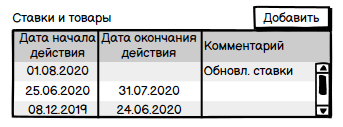 Ставки и товары Добавить
Дата начала действия Дата окончания действия Комментарий
01.08.2020 Обновл. ставки
25.06.2020 31.07.2020
08.12.2019 24.06.2020